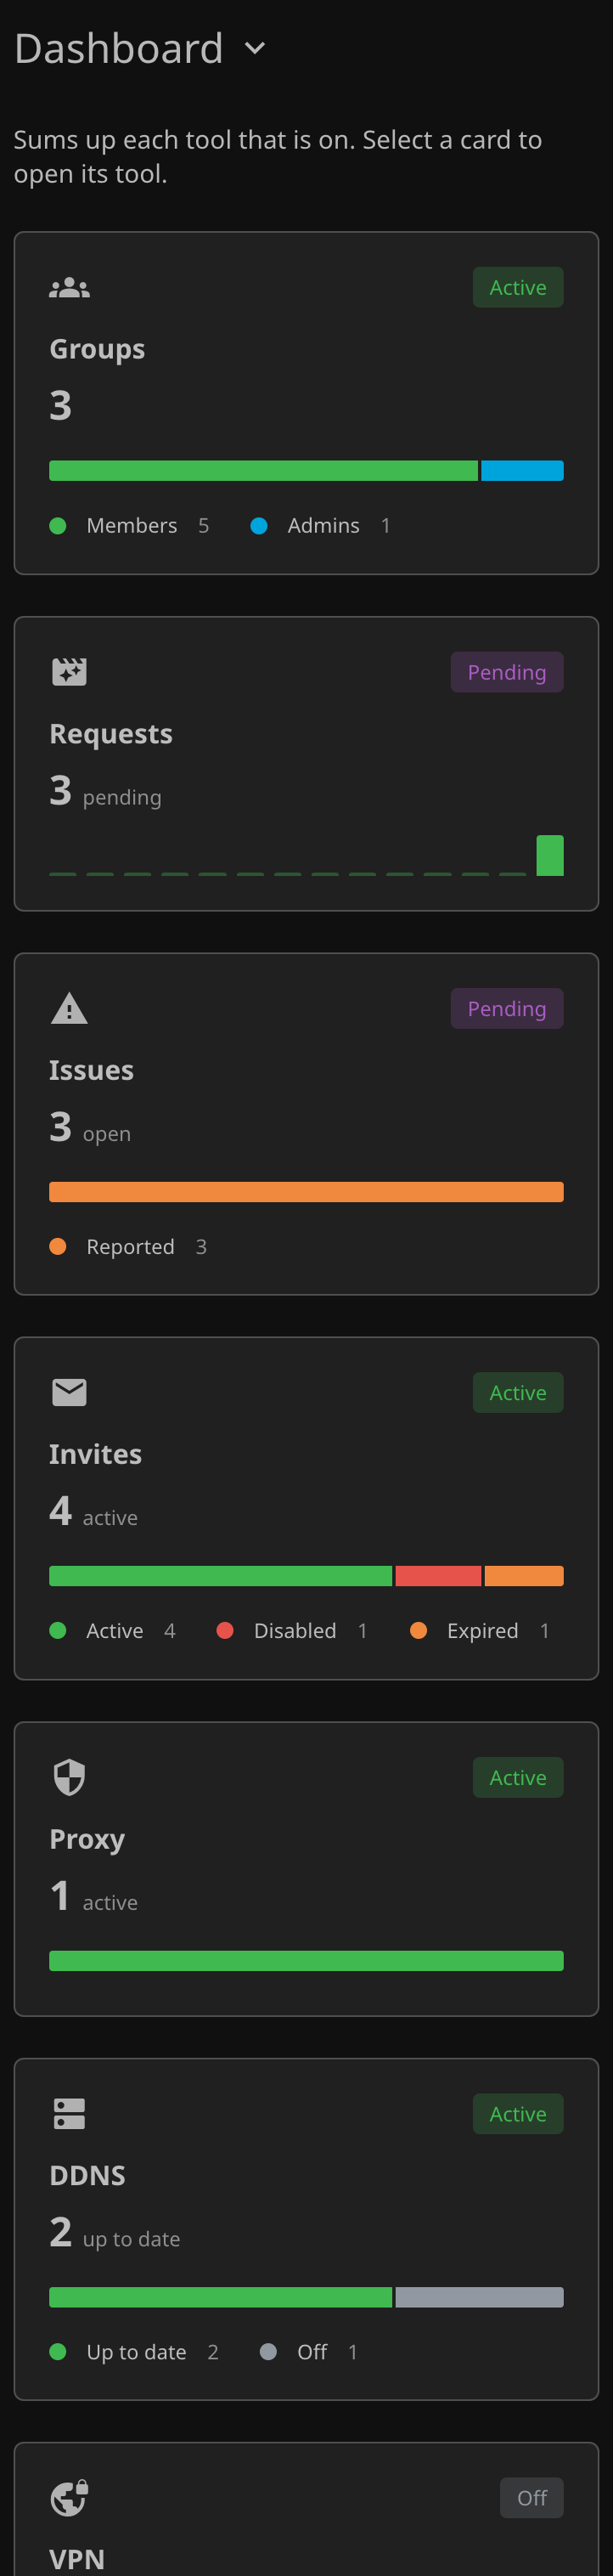 Dashboard
Sums up each tool that is on. Select a card to
open its tool.
Active
Groups
3
Members 5 Admins 1
Pending
Requests
3 pending
Pending
Issues
3 open
Reported 3
Active
Invites
4 active
Active 4 Disabled 1 Expired 1
Active
Proxy
1 active
Active
DDNS
2 up to date
Up to date 2 Off 1
Off
VPN